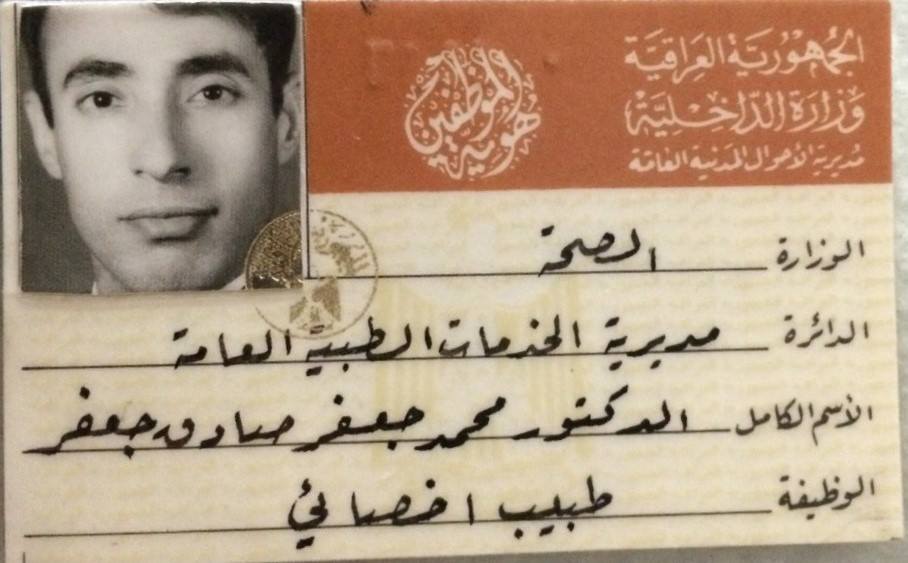 الجمهورية العراقية
وزارة الداخلية
مديرية الأحوال المدنية العامة
هوية الموظفين
الوزارة الصحة
الدائرة مديرية الخدمات الطبية العامة
الأسم الكامل الدكتور محمد جعفر صادق جعفر
الوظيفة طبيب اخصائي